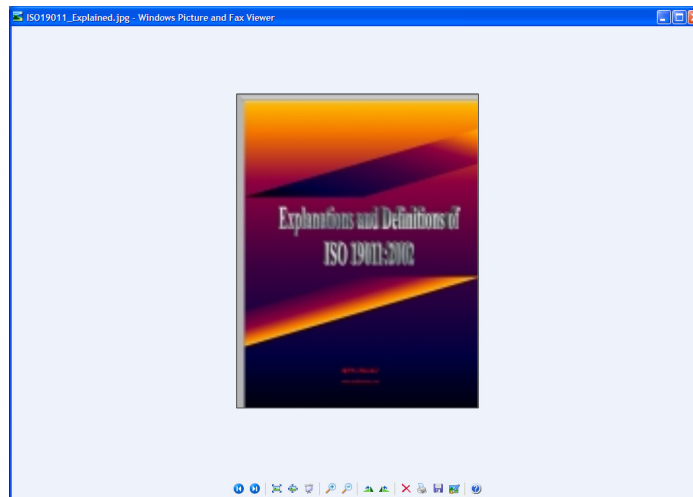 ISO19011_Explained.jpg - Windows Picture and Fax Viewer
Explanations and Definitions of
ISO 19011:2002